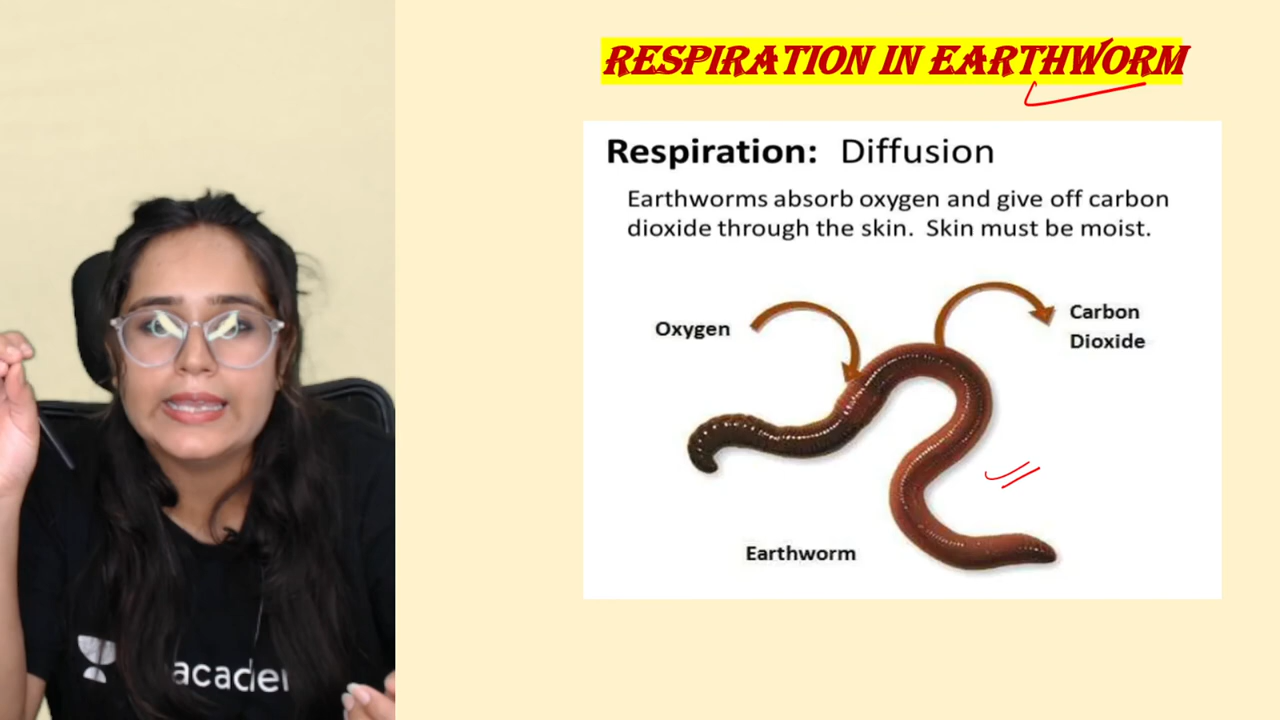 RESPIRATION IN EARTHWORM
Respiration: Diffusion
Earthworms absorb oxygen and give off carbon
dioxide through the skin. Skin must be moist.
Oxygen
Carbon
Dioxide
Earthworm